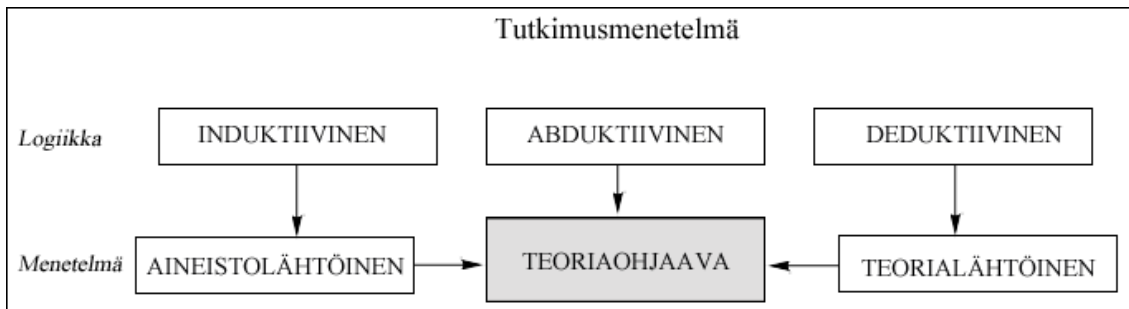 Tutkimusmenetelmä
Logiikka INDUKTIIVINEN ABDUKTIIVINEN DEDUKTIIVINEN
Menetelmä AINEISTOLÄHTÖINEN TEORIAOHJAAVA TEORIALÄHTÖINEN